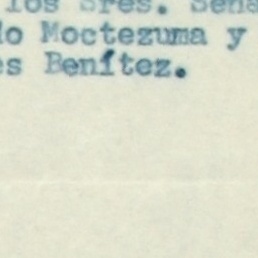 los Sres. Sena
do Moctezuma y
es Benítez.